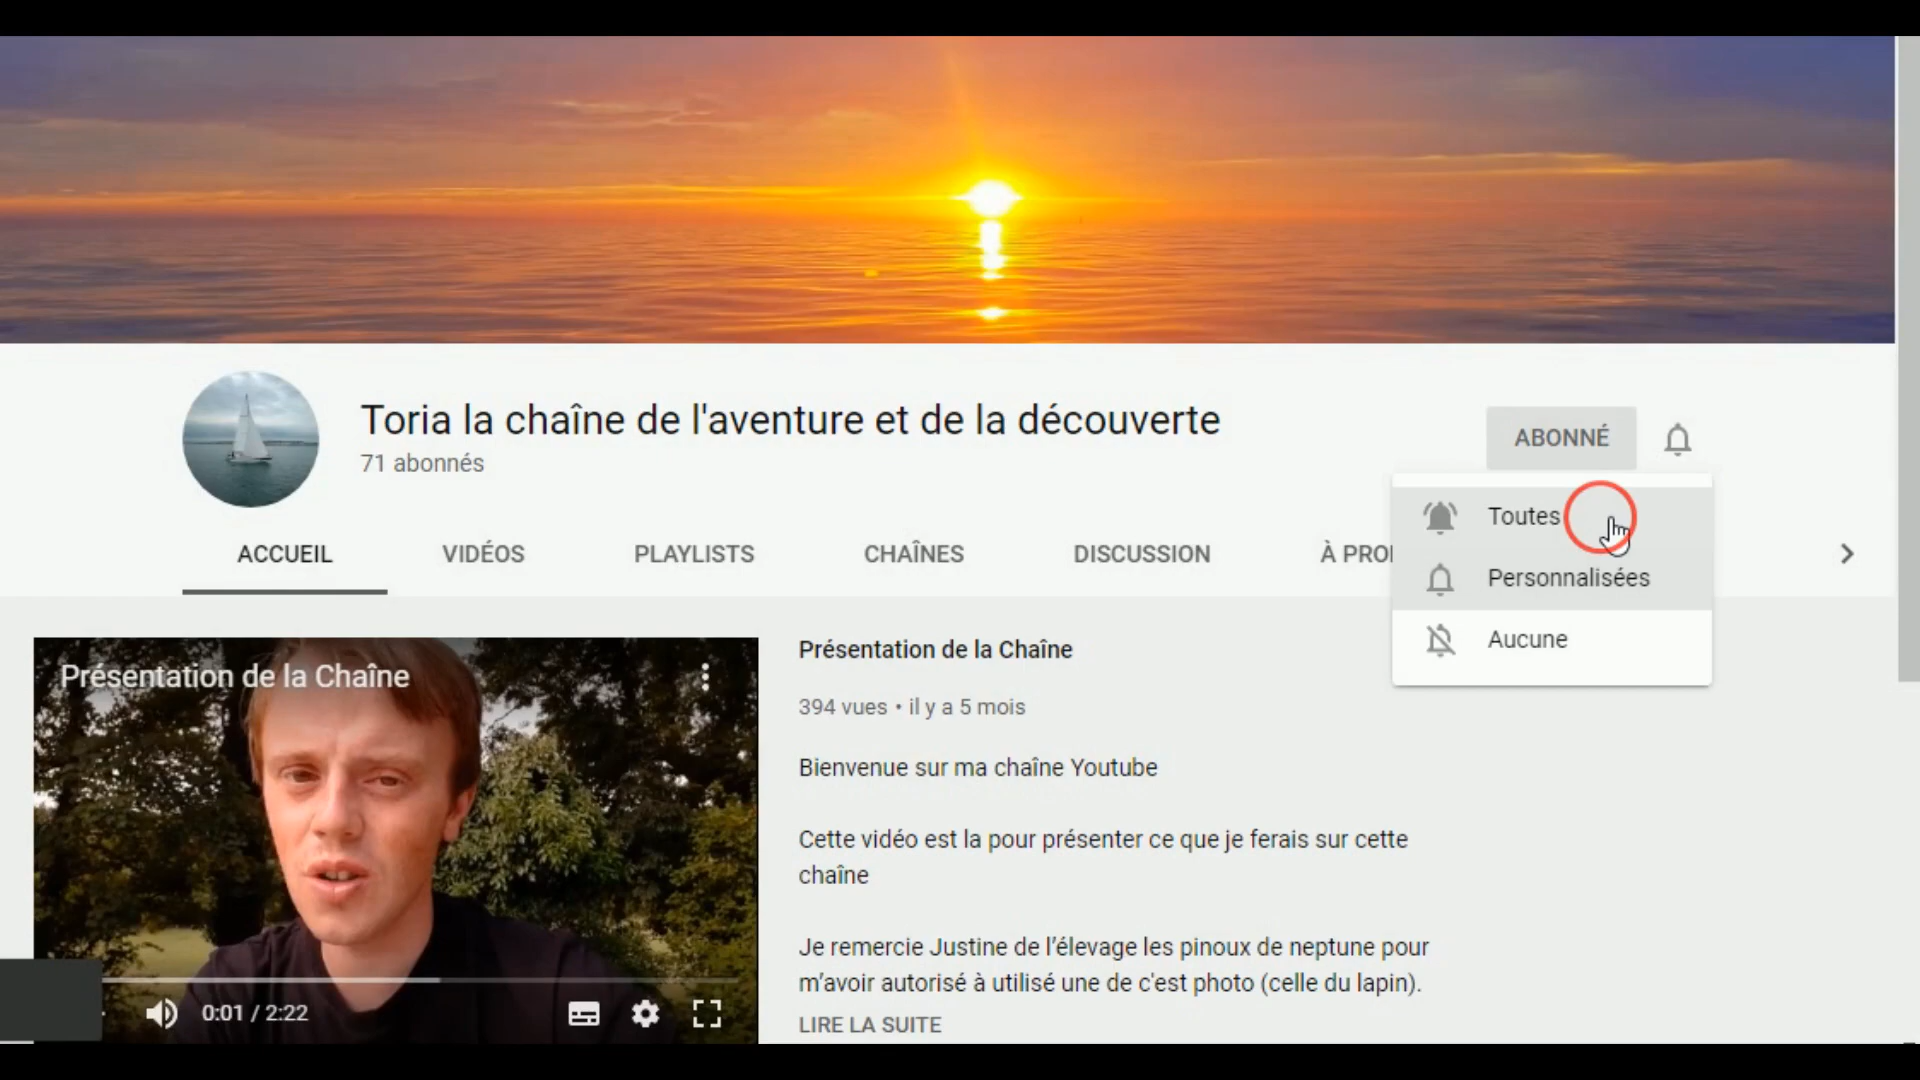 Toria la chaîne de l'aventure et de la découverte
71 abonnés
ABONNÉ
Toutes
Personnalisées
Aucune
ACCUEIL
VIDÉOS
PLAYLISTS
CHAÎNES
DISCUSSION
À PRO
Présentation de la Chaîne
0:01 / 2:22
Présentation de la Chaîne
394 vues • il y a 5 mois
Bienvenue sur ma chaîne Youtube
Cette vidéo est la pour présenter ce que je ferais sur cette
chaîne
Je remercie Justine de l’élevage les pinoux de neptune pour
m’avoir autorisé à utilisé une de c'est photo (celle du lapin).
LIRE LA SUITE